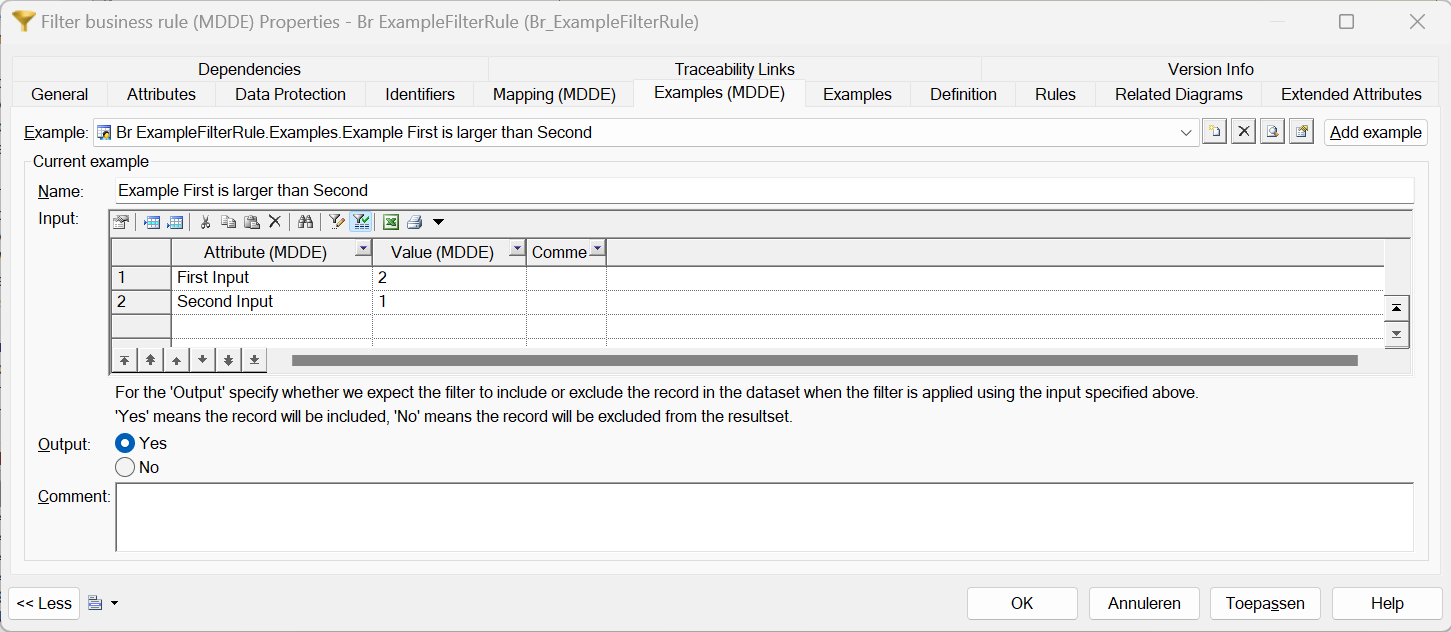 Filter business rule (MDDE) Properties - Br ExampleFilterRule (Br_ExampleFilterRule)
Dependencies Traceability Links Version Info
General Attributes Data Protection Identifiers Mapping (MDDE) Examples (MDDE) Examples Definition Rules Related Diagrams Extended Attributes
Example: Br ExampleFilterRule.Examples.Example First is larger than Second Add example
Current example
Name: Example First is larger than Second
Input:
Attribute (MDDE) Value (MDDE) Comme
1 First Input 2
2 Second Input 1
For the 'Output' specify whether we expect the filter to include or exclude the record in the dataset when the filter is applied using the input specified above.
'Yes' means the record will be included, 'No' means the record will be excluded from the resultset.
Output: Yes
No
Comment:
<< Less OK Annuleren Toepassen Help